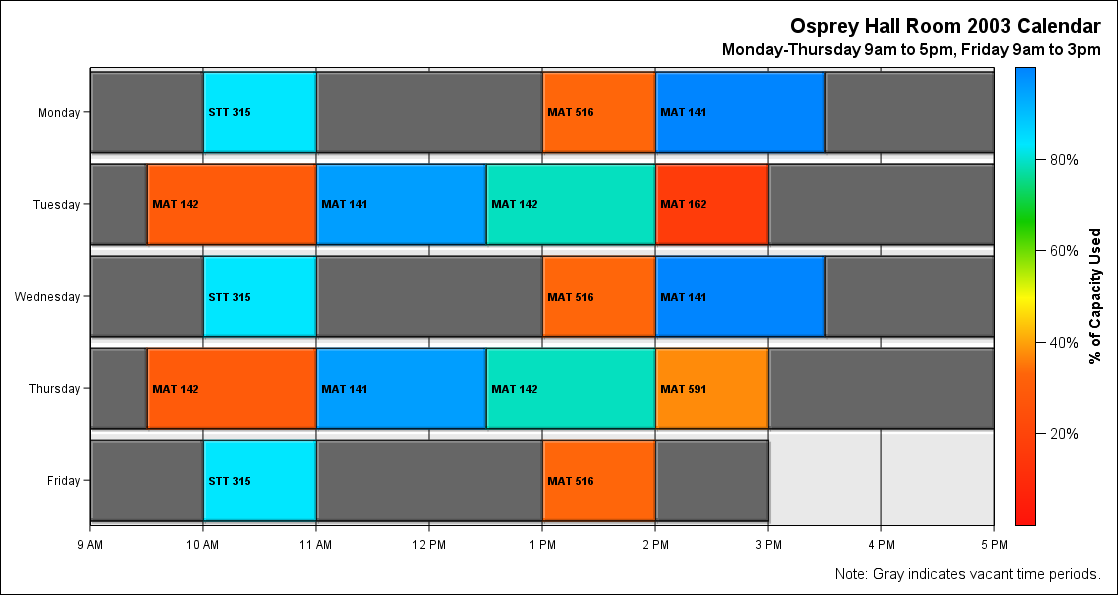 Osprey Hall Room 2003 Calendar
Monday-Thursday 9am to 5pm, Friday 9am to 3pm
Monday STT 315 MAT 516 MAT 141
Tuesday MAT 142 MAT 141 MAT 142 MAT 162
Wednesday STT 315 MAT 516 MAT 141
Thursday MAT 142 MAT 141 MAT 142 MAT 591
Friday STT 315 MAT 516
9 AM 10 AM 11 AM 12 PM 1 PM 2 PM 3 PM 4 PM 5 PM
80%
60%
40%
20%
% of Capacity Used
Note: Gray indicates vacant time periods.